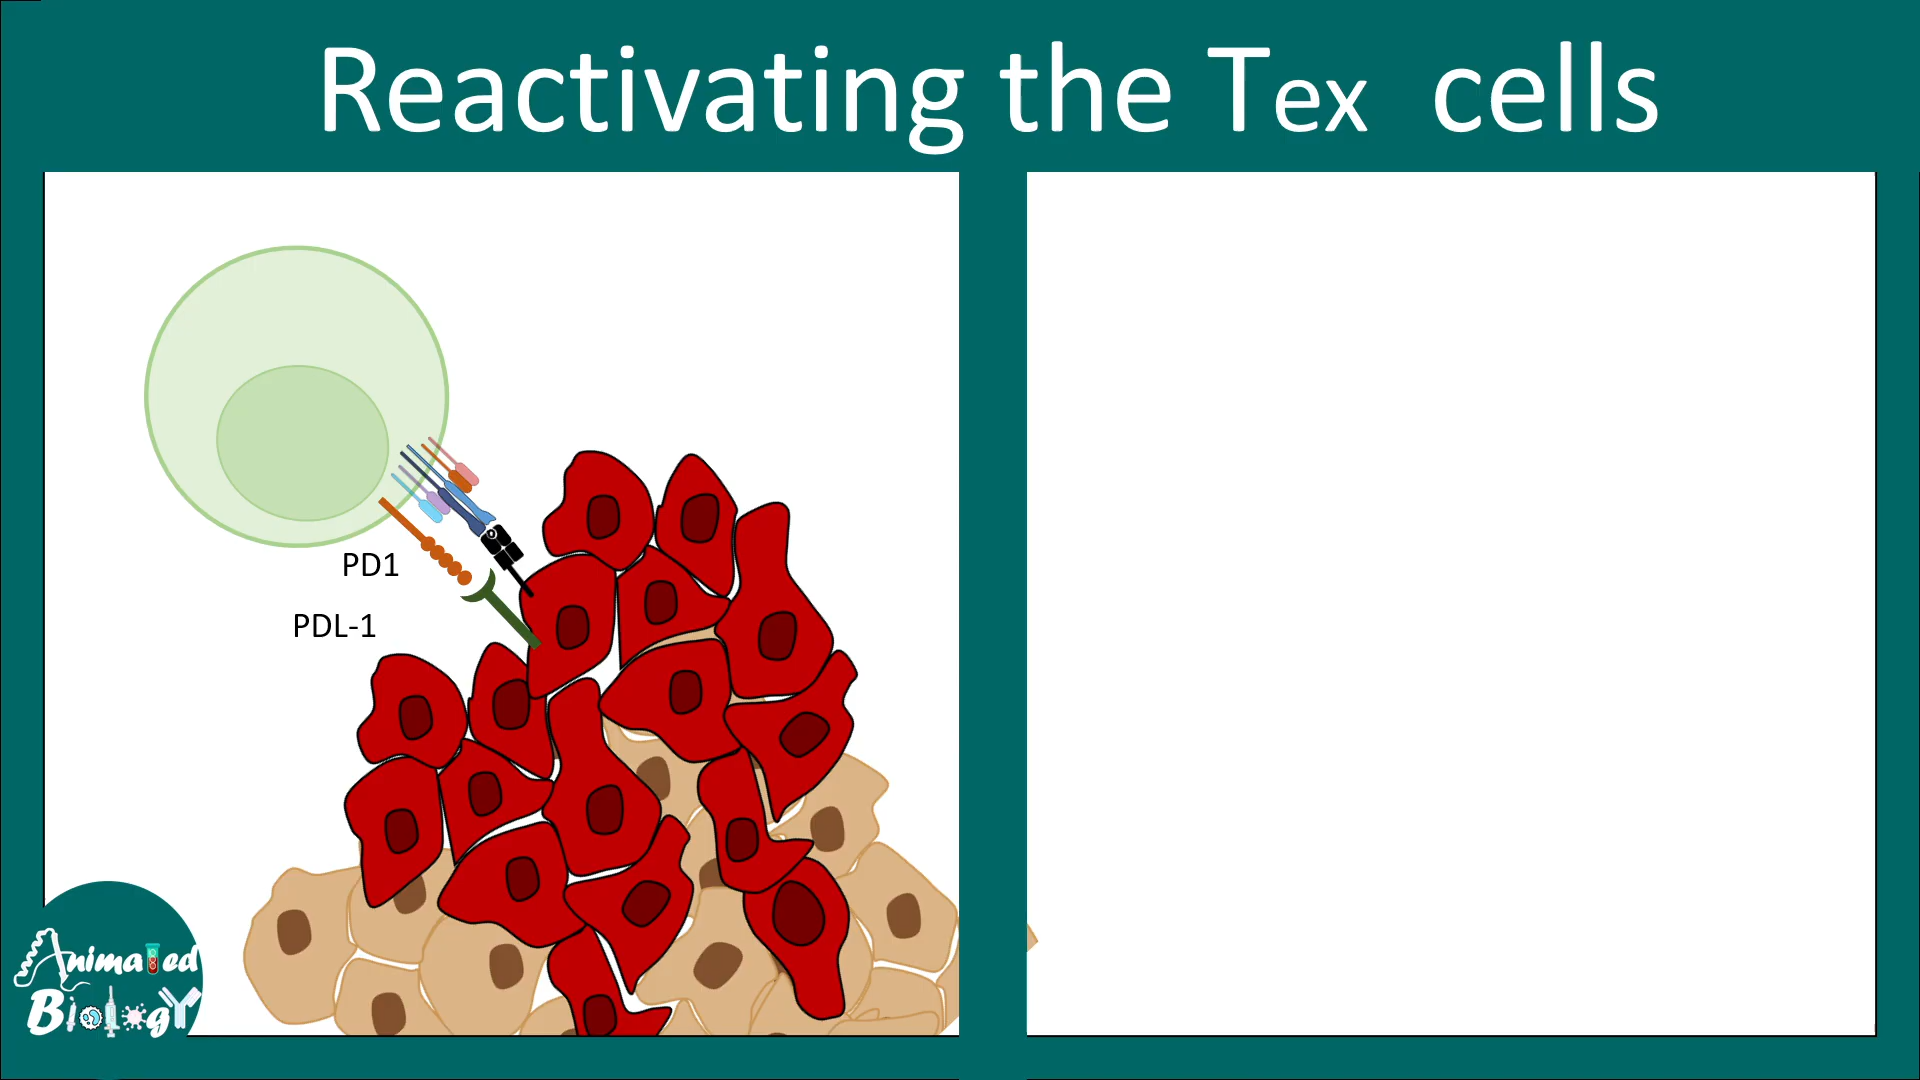 Reactivating the Tex cells
PD1
PDL-1
Animated
Biology